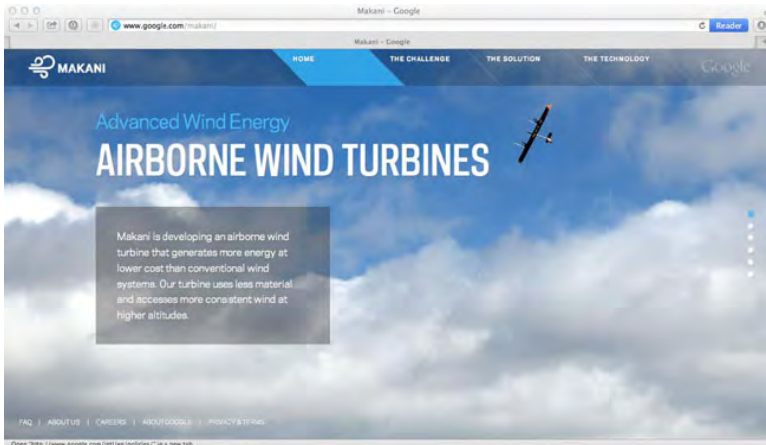 Makani – Google
www.google.com/makani/
Reader
Makani – Google
MAKANI
HOME
THE CHALLENGE
THE SOLUTION
THE TECHNOLOGY
Google
Advanced Wind Energy
AIRBORNE WIND TURBINES
Makani is developing an airborne wind
turbine that generates more energy at
lower cost than conventional wind
systems. Our turbine uses less material
and accesses more consistent wind at
higher altitudes.
FAQ | ABOUT US | CAREERS | ABOUT GOOGLE | PRIVACY & TERMS